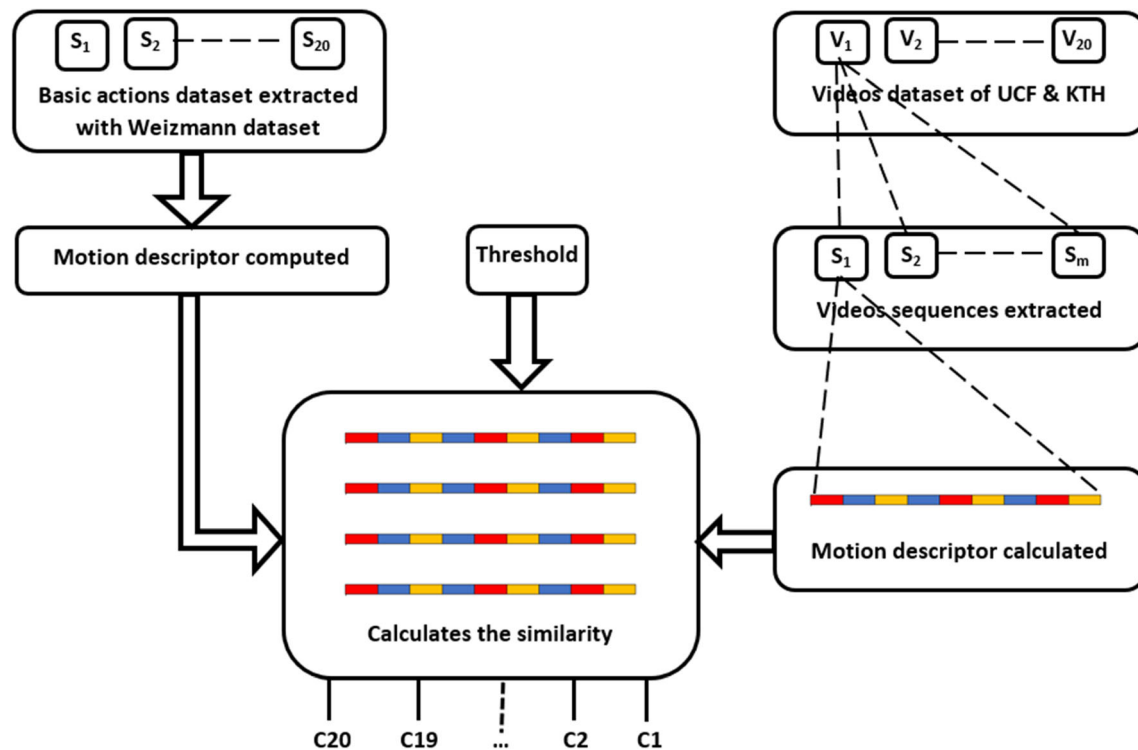 S1 S2 S20
Basic actions dataset extracted
with Weizmann dataset
V1 V2 V20
Videos dataset of UCF & KTH
Motion descriptor computed
Threshold
S1 S2 Sm
Videos sequences extracted
Motion descriptor calculated
Calculates the similarity
C20 C19 ... C2 C1